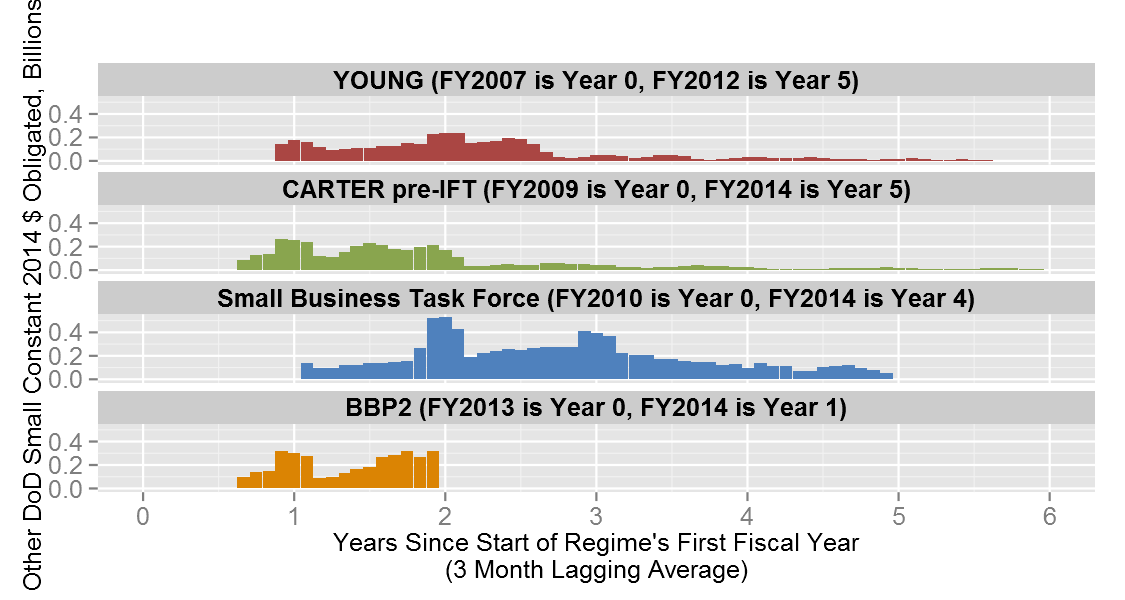 Other DoD Small Constant 2014 $ Obligated, Billions
YOUNG (FY2007 is Year 0, FY2012 is Year 5)
0.4
0.2
0.0
CARTER pre-IFT (FY2009 is Year 0, FY2014 is Year 5)
0.4
0.2
0.0
Small Business Task Force (FY2010 is Year 0, FY2014 is Year 4)
0.4
0.2
0.0
BBP2 (FY2013 is Year 0, FY2014 is Year 1)
0.4
0.2
0.0
0 1 2 3 4 5 6
Years Since Start of Regime's First Fiscal Year
(3 Month Lagging Average)